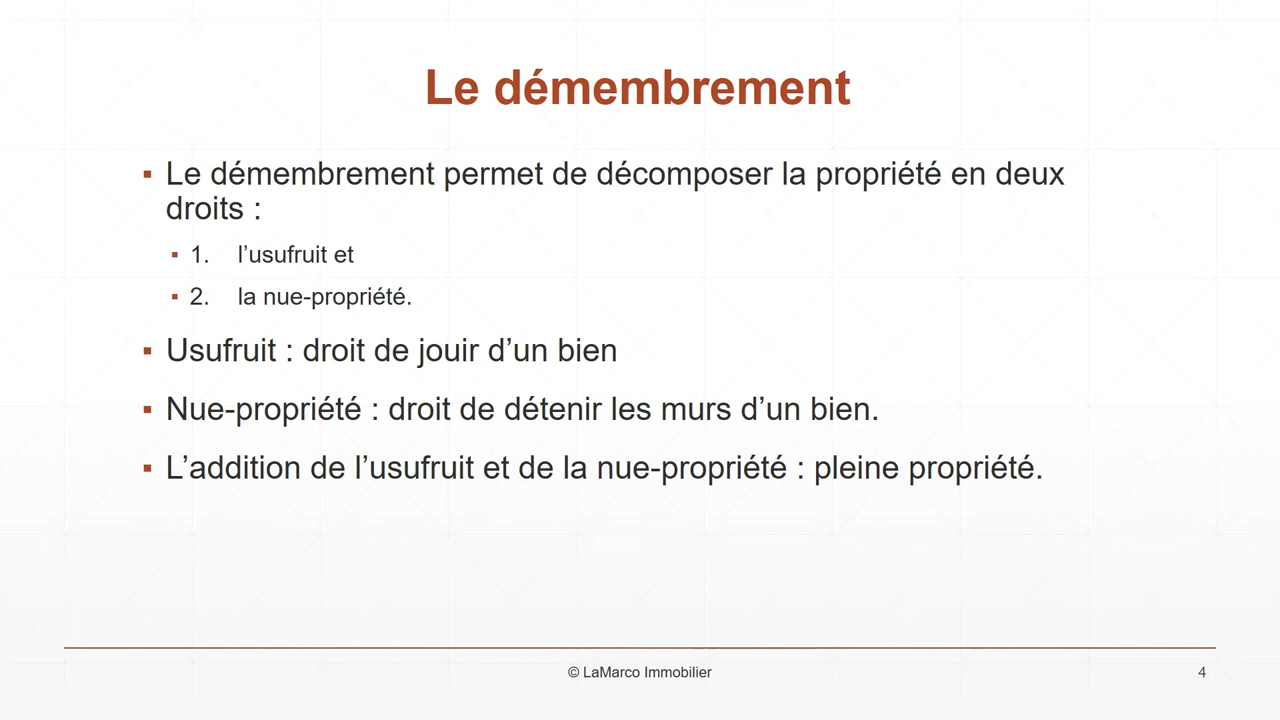 Le démembrement
▪ Le démembrement permet de décomposer la propriété en deux
droits :
▪ 1. l’usufruit et
▪ 2. la nue-propriété.
▪ Usufruit : droit de jouir d’un bien
▪ Nue-propriété : droit de détenir les murs d’un bien.
▪ L’addition de l’usufruit et de la nue-propriété : pleine propriété.
© LaMarco Immobilier
4